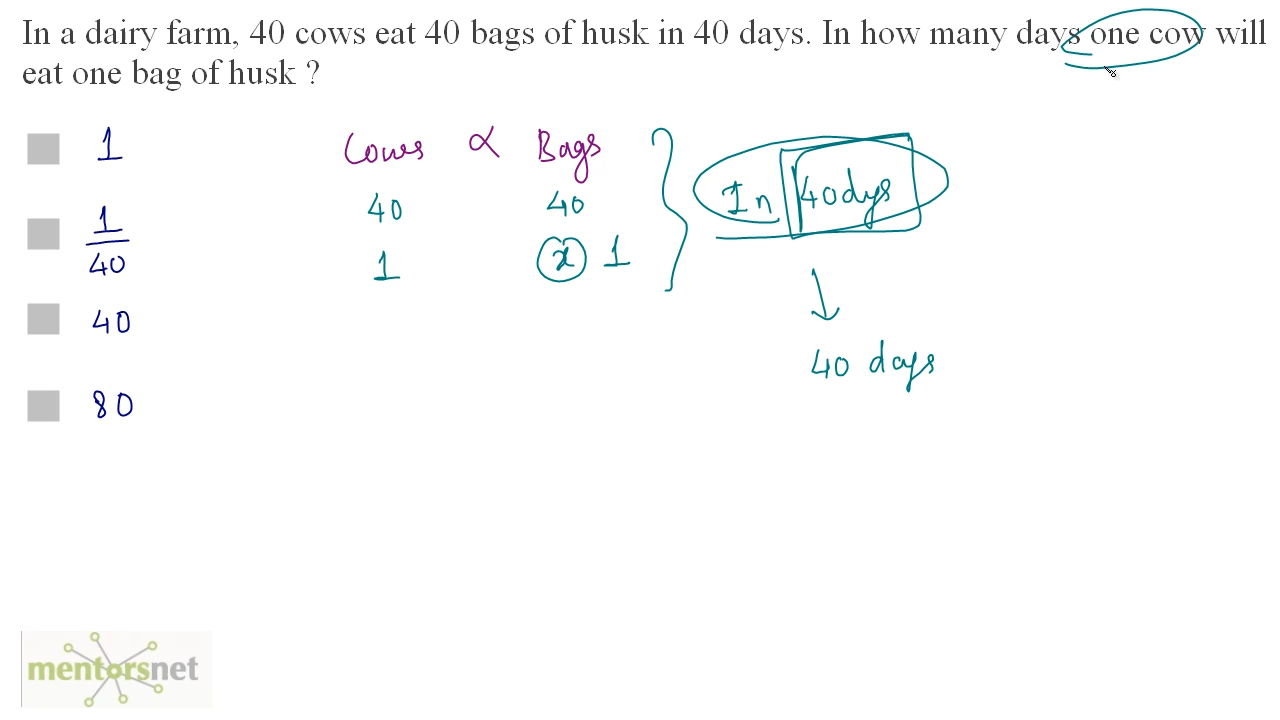 In a dairy farm, 40 cows eat 40 bags of husk in 40 days. In how many days one cow will
eat one bag of husk ?
1
1
40
40
80
Cows ∝ Bags
40 40
1 x 1
In 40dys
40 days
mentorsnet